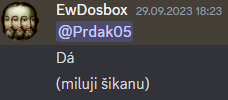 EwDosbox 29.09.2023 18:23
@Prdak05
Dá
(miluji šikanu)